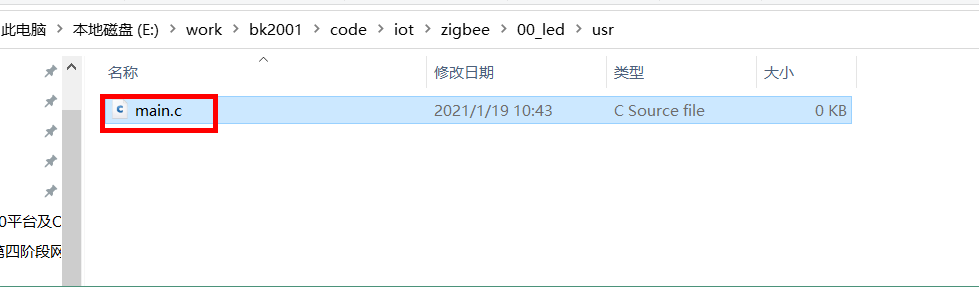 此电脑 > 本地磁盘 (E:) > work > bk2001 > code > iot > zigbee > 00_led > usr
名称 修改日期 类型 大小
main.c 2021/1/19 10:43 C Source file 0 KB
0平台及C
第四阶段网